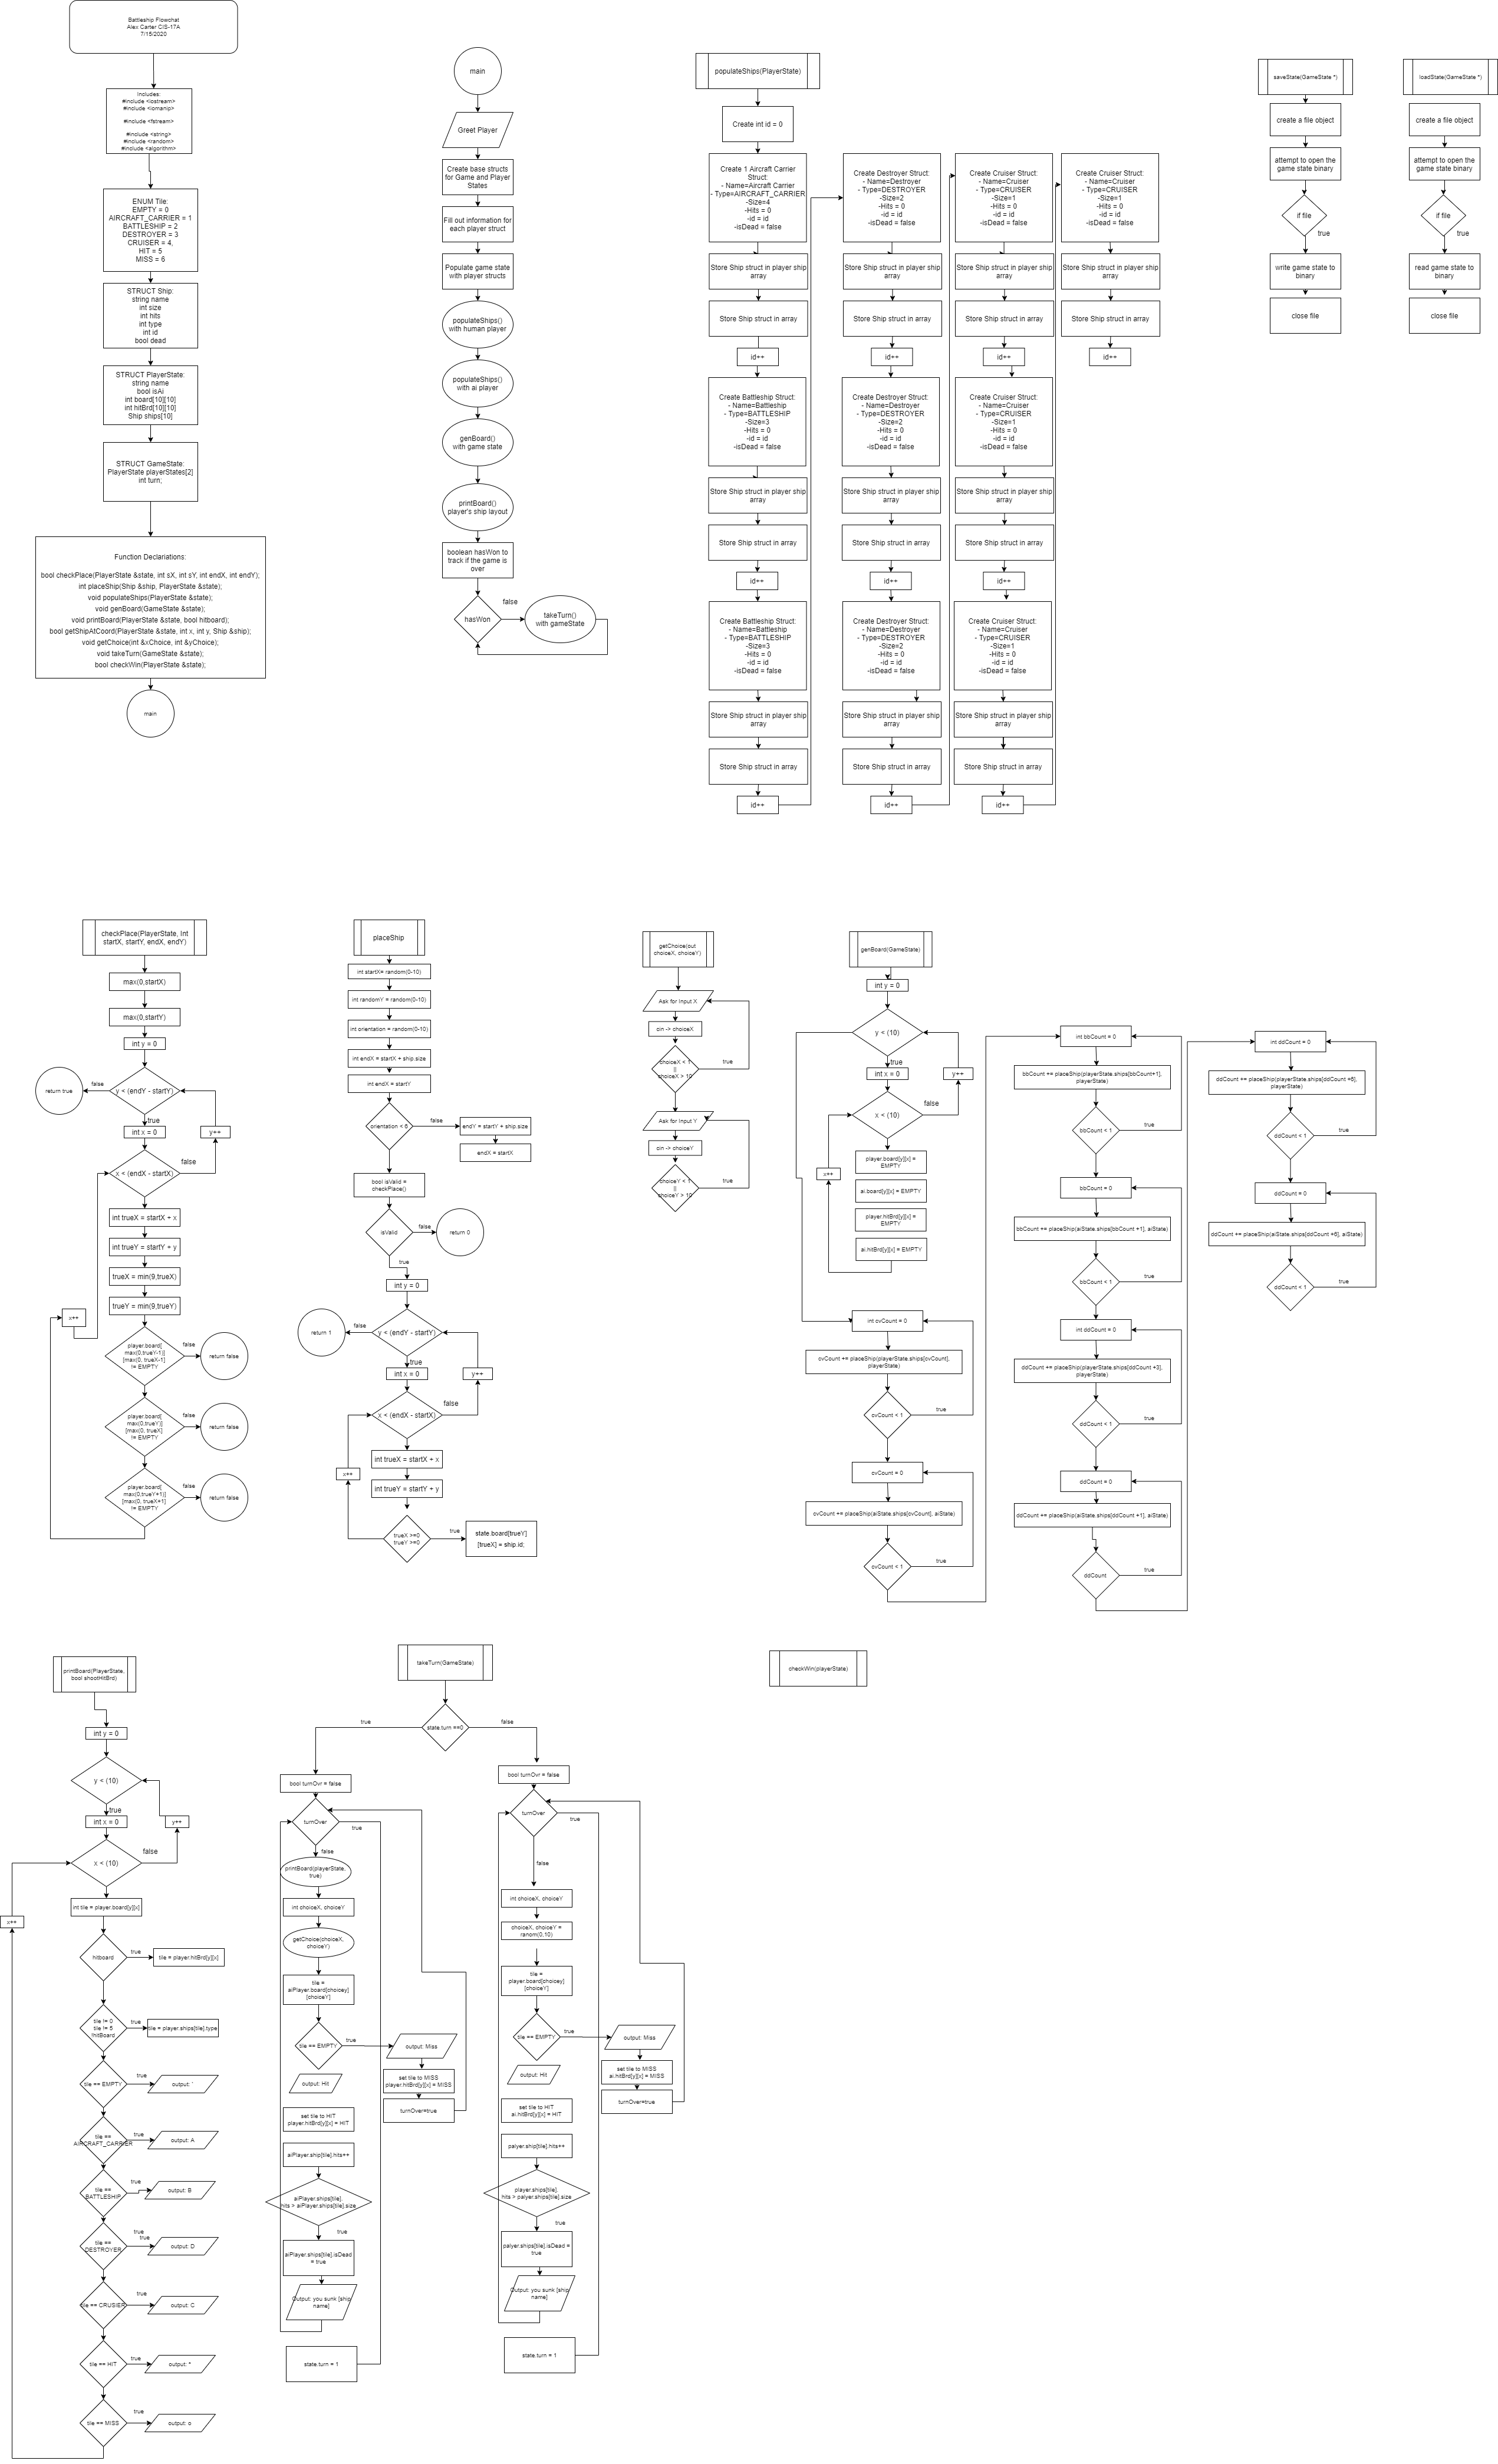 Battleship Flowchat
Alex Carter CIS-17A
7/15/2020
Includes:
#include <iostream>
#include <iomanip>
#include <fstream>
#include <string>
#include <random>
#include <algorithm>
ENUM Tile:
EMPTY = 0
AIRCRAFT_CARRIER = 1
BATTLESHIP = 2
DESTROYER = 3
CRUISER = 4,
HIT = 5
MISS = 6
STRUCT Ship:
string name
int size
int hits
int type
int id
bool dead
STRUCT PlayerState:
string name
bool isAi
int board[10][10]
int hitBrd[10][10]
Ship ships[10]
STRUCT GameState:
PlayerState playerStates[2]
int turn;
Function Declariations:
bool checkPlace(PlayerState &state, int sX, int sY, int endX, int endY);
int placeShip(Ship &ship, PlayerState &state);
void populateShips(PlayerState &state);
void genBoard(GameState &state);
void printBoard(PlayerState &state, bool hitboard);
bool getShipAtCoord(PlayerState &state, int x, int y, Ship &ship);
void getChoice(int &xChoice, int &yChoice);
void takeTurn(GameState &state);
bool checkWin(PlayerState &state);
main
main
Greet Player
Create base structs
for Game and Player
States
Fill out information for
each player struct
Populate game state
with player structs
populateShips()
with human player
populateShips()
with ai player
genBoard()
with game state
printBoard()
player's ship layout
boolean hasWon to
track if the game is
over
hasWon
false
takeTurn()
with gameState
populateShips(PlayerState)
Create int id = 0
Create 1 Aircraft Carrier
Struct:
- Name=Aircraft Carrier
- Type=AIRCRAFT_CARRIER
-Size=4
-Hits = 0
-id = id
-isDead = false
Store Ship struct in player ship
array
Store Ship struct in array
id++
Create Battleship Struct:
- Name=Battleship
- Type=BATTLESHIP
-Size=3
-Hits = 0
-id = id
-isDead = false
Store Ship struct in player ship
array
Store Ship struct in array
id++
Create Battleship Struct:
- Name=Battleship
- Type=BATTLESHIP
-Size=3
-Hits = 0
-id = id
-isDead = false
Store Ship struct in player ship
array
Store Ship struct in array
id++
Create Destroyer Struct:
- Name=Destroyer
- Type=DESTROYER
-Size=2
-Hits = 0
-id = id
-isDead = false
Store Ship struct in player ship
array
Store Ship struct in array
id++
Create Destroyer Struct:
- Name=Destroyer
- Type=DESTROYER
-Size=2
-Hits = 0
-id = id
-isDead = false
Store Ship struct in player ship
array
Store Ship struct in array
id++
Create Destroyer Struct:
- Name=Destroyer
- Type=DESTROYER
-Size=2
-Hits = 0
-id = id
-isDead = false
Store Ship struct in player ship
array
Store Ship struct in array
id++
Create Cruiser Struct:
- Name=Cruiser
- Type=CRUISER
-Size=1
-Hits = 0
-id = id
-isDead = false
Store Ship struct in player ship
array
Store Ship struct in array
id++
Create Cruiser Struct:
- Name=Cruiser
- Type=CRUISER
-Size=1
-Hits = 0
-id = id
-isDead = false
Store Ship struct in player ship
array
Store Ship struct in array
id++
Create Cruiser Struct:
- Name=Cruiser
- Type=CRUISER
-Size=1
-Hits = 0
-id = id
-isDead = false
Store Ship struct in player ship
array
Store Ship struct in array
id++
Create Cruiser Struct:
- Name=Cruiser
- Type=CRUISER
-Size=1
-Hits = 0
-id = id
-isDead = false
Store Ship struct in player ship
array
Store Ship struct in array
id++
saveState(GameState *)
create a file object
attempt to open the
game state binary
if file
true
write game state to
binary
close file
loadState(GameState *)
create a file object
attempt to open the
game state binary
if file
true
read game state to
binary
close file
checkPlace(PlayerState, Int
startX, startY, endX, endY)
max(0,startX)
max(0,startY)
int y = 0
y < (endY - startY)
false
return true
true
int x = 0
y++
x < (endX - startX)
false
int trueX = startX + x
int trueY = startY + y
trueX = min(9,trueX)
trueY = min(9,trueY)
x++
player.board[
max(0,trueY-1)]
[max(0, trueX-1]
!= EMPTY
false
return false
player.board[
max(0,trueY)]
[max(0, trueX]
!= EMPTY
false
return false
player.board[
max(0,trueY+1)]
[max(0, trueX+1]
!= EMPTY
false
return false
placeShip
int startX= random(0-10)
int randomY = random(0-10)
int orientation = random(0-10)
int endX = startX + ship.size
int endX = startY
orientation < 6
false
endY = startY + ship.size
endX = startX
bool isValid =
checkPlace()
isValid
false
return 0
true
int y = 0
y < (endY - startY)
false
return 1
true
int x = 0
y++
x < (endX - startX)
false
int trueX = startX + x
x++
int trueY = startY + y
trueX >=0
trueY >=0
true
state.board[trueY]
[trueX] = ship.id;
getChoice(out
choiceX, choiceY)
Ask for Input X
cin -> choiceX
choiceX < 1
||
choiceX > 10
true
Ask for Input Y
cin -> choiceY
choiceY < 1
||
choiceY > 10
true
genBoard(GameState)
int y = 0
y < (10)
true
int x = 0
y++
x < (10)
false
x++
player.board[y][x] =
EMPTY
ai.board[y][x] = EMPTY
player.hitBrd[y][x] =
EMPTY
ai.hitBrd[y][x] = EMPTY
int cvCount = 0
cvCount += placeShip(playerState.ships[cvCount],
playerState)
cvCount < 1
true
cvCount = 0
cvCount += placeShip(aiState.ships[cvCount], aiState)
cvCount < 1
true
int bbCount = 0
bbCount += placeShip(playerState.ships[bbCount+1],
playerState)
bbCount < 1
true
bbCount = 0
bbCount += placeShip(aiState.ships[bbCount +1], aiState)
bbCount < 1
true
int ddCount = 0
ddCount += placeShip(playerState.ships[ddCount +3],
playerState)
ddCount < 1
true
ddCount = 0
ddCount += placeShip(aiState.ships[ddCount +1], aiState)
ddCount
true
int ddCount = 0
ddCount += placeShip(playerState.ships[ddCount +6],
playerState)
ddCount < 1
true
ddCount = 0
ddCount += placeShip(aiState.ships[ddCount +6], aiState)
ddCount < 1
true
printBoard(PlayerState,
bool shootHitBrd)
int y = 0
y < (10)
true
int x = 0
y++
x < (10)
false
int tile = player.board[y][x]
x++
hitboard
true
tile = player.hitBrd[y][x]
tile != 0
tile != 5
!hitBoard
true
tile = player.ships[tile].type
tile == EMPTY
true
output: '
tile ==
AIRCRAFT_CARRIER
true
output: A
tile ==
BATTLESHIP
true
output: B
tile ==
DESTROYER
true
true
output: D
tile == CRUSIER
true
output: C
tile == HIT
true
output: *
tile == MISS
true
output: o
takeTurn(GameState)
state.turn ==0
true
false
bool turnOvr = false
turnOver
true
false
printBoard(playerState,
true)
int choiceX, choiceY
getChoice(choiceX,
choiceY)
tile =
aiPlayer.board[choicey]
[choiceY]
tile == EMPTY
true
output: Miss
output: Hit
set tile to MISS
player.hitBrd[y][x] = MISS
turnOver=true
set tile to HIT
player.hitBrd[y][x] = HIT
aiPlayer.ship[tile].hits++
aiPlayer.ships[tile].
hits > aiPlayer.ships[tile].size
true
aiPlayer.ships[tile].isDead
= true
Output: you sunk [ship
name]
state.turn = 1
bool turnOvr = false
turnOver
true
false
int choiceX, choiceY
choiceX, choiceY =
ranom(0,10)
tile =
player.board[choicey]
[choiceY]
tile == EMPTY
true
output: Miss
output: Hit
set tile to MISS
ai.hitBrd[y][x] = MISS
turnOver=true
set tile to HIT
ai.hitBrd[y][x] = HIT
palyer.ship[tile].hits++
player.ships[tile].
hits > palyer.ships[tile].size
true
palyer.ships[tile].isDead =
true
Output: you sunk [ship
name]
state.turn = 1
checkWin(playerState)